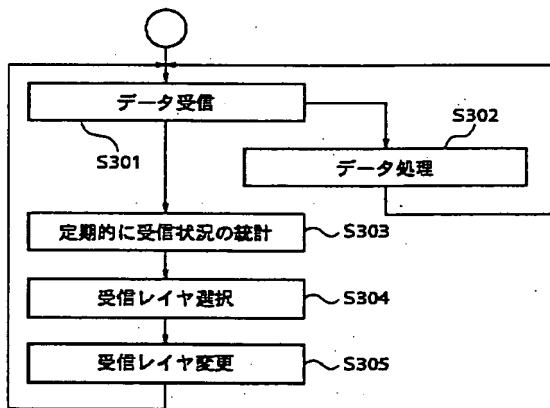 データ受信
S301
S302
データ処理
定期的に受信状況の統計
S303
受信レイヤ選択
S304
受信レイヤ変更
S305